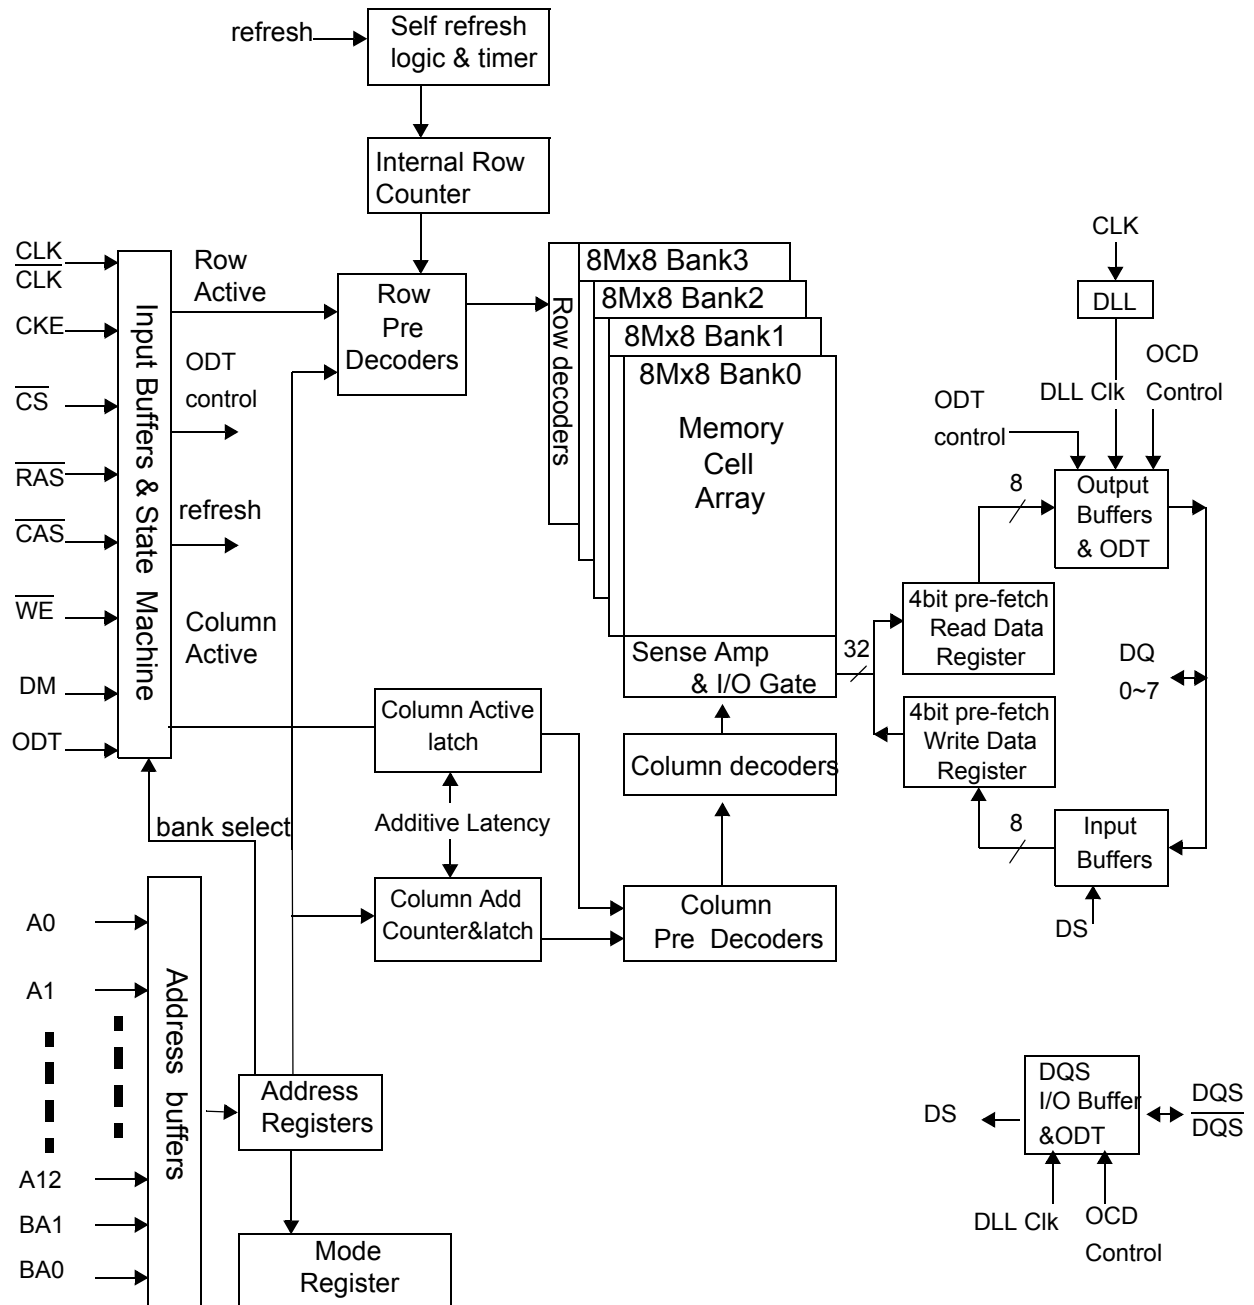 refresh
Self refresh
logic & timer
Internal Row
Counter
CLK
CLK
CKE
CS
RAS
CAS
WE
DM
ODT
Input Buffers & State Machine
Row
Active
ODT
control
refresh
Column
Active
bank select
Row
Pre
Decoders
Row decoders
8Mx8 Bank3
8Mx8 Bank2
8Mx8 Bank1
8Mx8 Bank0
Memory
Cell
Array
Sense Amp
& I/O Gate
Column decoders
Column Active
latch
Additive Latency
Column Add
Counter&latch
Column
Pre Decoders
32
4bit pre-fetch
Read Data
Register
4bit pre-fetch
Write Data
Register
8
8
CLK
DLL
DLL Clk
OCD
Control
ODT
control
Output
Buffers
& ODT
DQ
0~7
Input
Buffers
DS
A0
A1
A12
BA1
BA0
Address buffers
Address
Registers
Mode
Register
DS
DQS
I/O Buffer
&ODT
DQS
DQS
DLL Clk
OCD
Control